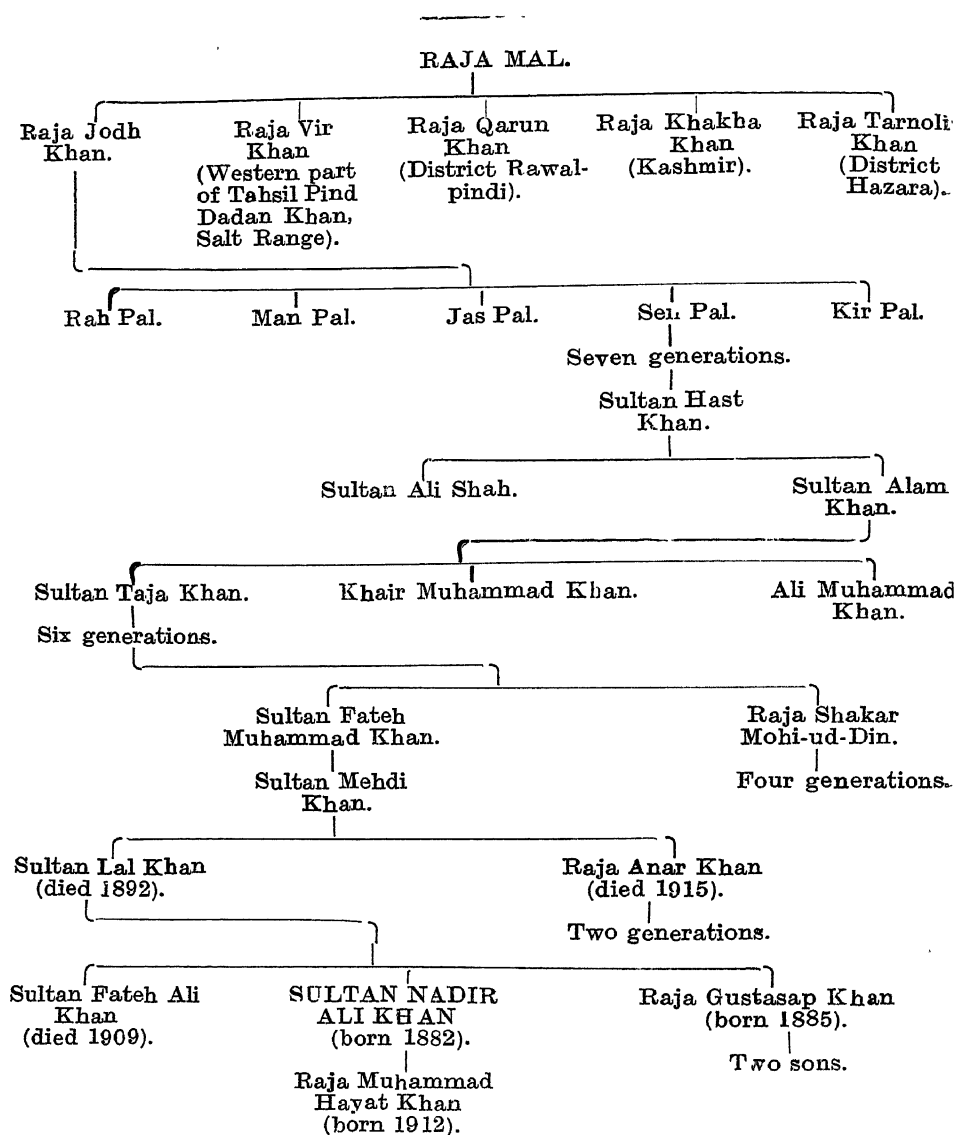 RAJA MAL.
Raja Jodh
Khan.
Raja Vir
Khan
(Western part
of Tahsil Pind
Dadan Khan,
Salt Range).
Raja Qarun
Khan
(District Rawal-
pindi).
Raja Khakha
Khan
(Kashmir).
Raja Tarnoli
Khan
(District
Hazara).
Rah Pal.
Man Pal.
Jas Pal.
Sen Pal.
Kir Pal.
Seven generations.
Sultan Hast
Khan.
Sultan Ali Shah.
Sultan Alam
Khan.
Sultan Taja Khan.
Khair Muhammad Khan.
Ali Muhammad
Khan.
Six generations.
Sultan Fateh
Muhammad Khan.
Raja Shakar
Mohi-ud-Din.
Sultan Mehdi
Khan.
Four generations.
Sultan Lal Khan
(died 1892).
Raja Anar Khan
(died 1915).
Two generations.
Sultan Fateh Ali
Khan
(died 1909).
SULTAN NADIR
ALI KHAN
(born 1882).
Raja Gustasap Khan
(born 1885).
Two sons.
Raja Muhammad
Hayat Khan
(born 1912).